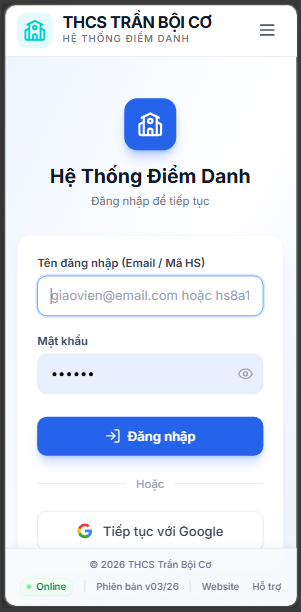 THCS TRẦN BỘI CƠ
HỆ THỐNG ĐIỂM DANH
Hệ Thống Điểm Danh
Đăng nhập để tiếp tục
Tên đăng nhập (Email / Mã HS)
giaovien@email.com hoặc hs8a1
Mật khẩu
••••••
Đăng nhập
Hoặc
Tiếp tục với Google
© 2026 THCS Trần Bội Cơ
Online Phiên bản v03/26 Website Hỗ trợ